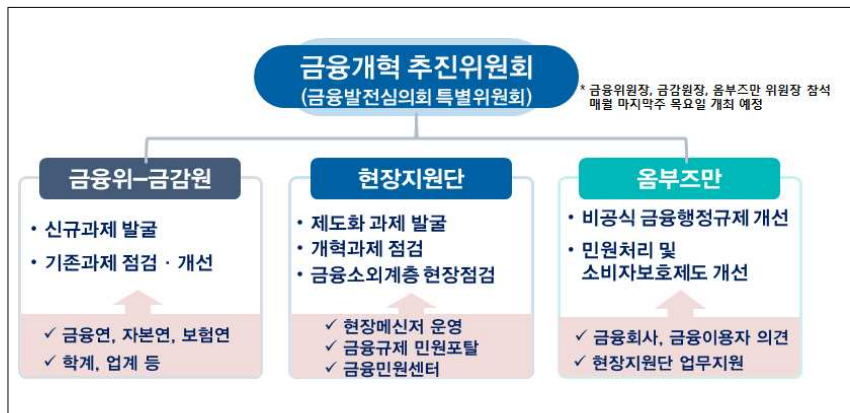 금융개혁 추진위원회
(금융발전심의회 특별위원회)
* 금융위원장, 금감원장, 옴부즈만 위원장 참석
매월 마지막주 목요일 개최 예정
금융위-금감원
• 신규과제 발굴
• 기존과제 점검 · 개선
✓ 금융연, 자본연, 보험연
✓ 학계, 업계 등
현장지원단
• 제도화 과제 발굴
• 개혁과제 점검
• 금융소외계층 현장점검
✓ 현장메신저 운영
✓ 금융규제 민원포탈
✓ 금융민원센터
옴부즈만
• 비공식 금융행정규제 개선
• 민원처리 및
소비자보호제도 개선
✓ 금융회사, 금융이용자 의견
✓ 현장지원단 업무지원